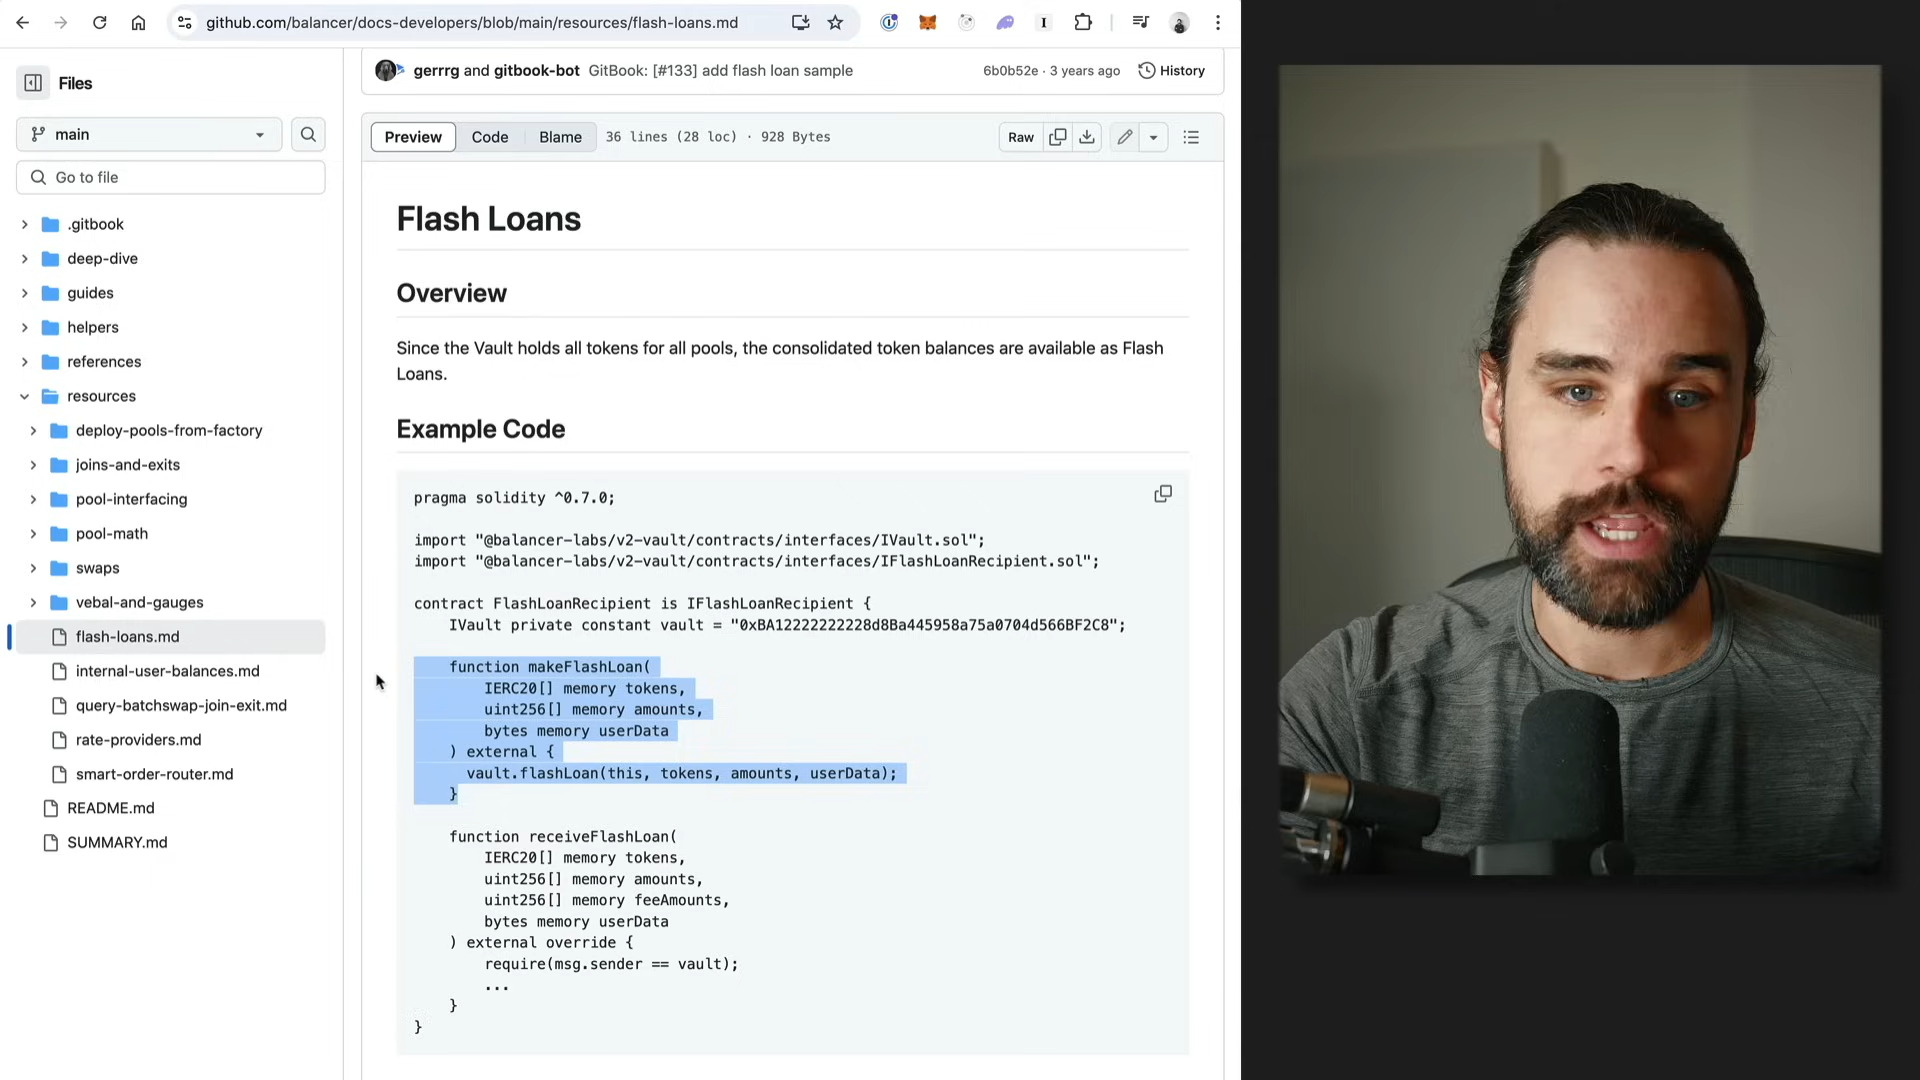 github.com/balancer/docs-developers/blob/main/resources/flash-loans.md
Files
main
Go to file
.gitbook
deep-dive
guides
helpers
references
resources
deploy-pools-from-factory
joins-and-exits
pool-interfacing
pool-math
swaps
vebal-and-gauges
flash-loans.md
internal-user-balances.md
query-batchswap-join-exit.md
rate-providers.md
smart-order-router.md
README.md
SUMMARY.md
gerrrg and gitbook-bot GitBook: [#133] add flash loan sample 6b0b52e · 3 years ago History
Preview Code Blame 36 lines (28 loc) · 928 Bytes Raw
Flash Loans
Overview
Since the Vault holds all tokens for all pools, the consolidated token balances are available as Flash
Loans.
Example Code
pragma solidity ^0.7.0;
import "@balancer-labs/v2-vault/contracts/interfaces/IVault.sol";
import "@balancer-labs/v2-vault/contracts/interfaces/IFlashLoanRecipient.sol";
contract FlashLoanRecipient is IFlashLoanRecipient {
IVault private constant vault = "0xBA12222222228d8Ba445958a75a0704d566BF2C8";
function makeFlashLoan(
IERC20[] memory tokens,
uint256[] memory amounts,
bytes memory userData
) external {
vault.flashLoan(this, tokens, amounts, userData);
}
function receiveFlashLoan(
IERC20[] memory tokens,
uint256[] memory amounts,
uint256[] memory feeAmounts,
bytes memory userData
) external override {
require(msg.sender == vault);
...
}
}